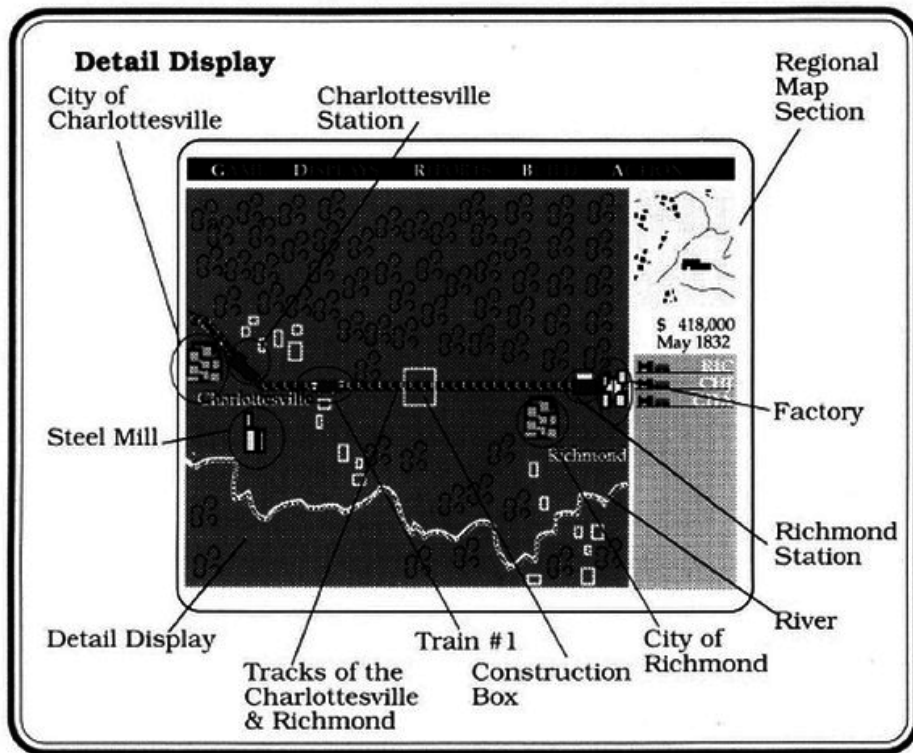 Detail Display
City of
Charlottesville
Charlottesville
Station
Regional
Map
Section
G D R B A
$ 418,000
May 1832
Charlottesville
Factory
Steel Mill
Richmond
Richmond
Station
River
Detail Display
Train #1
City of
Richmond
Tracks of the
Charlottesville
& Richmond
Construction
Box